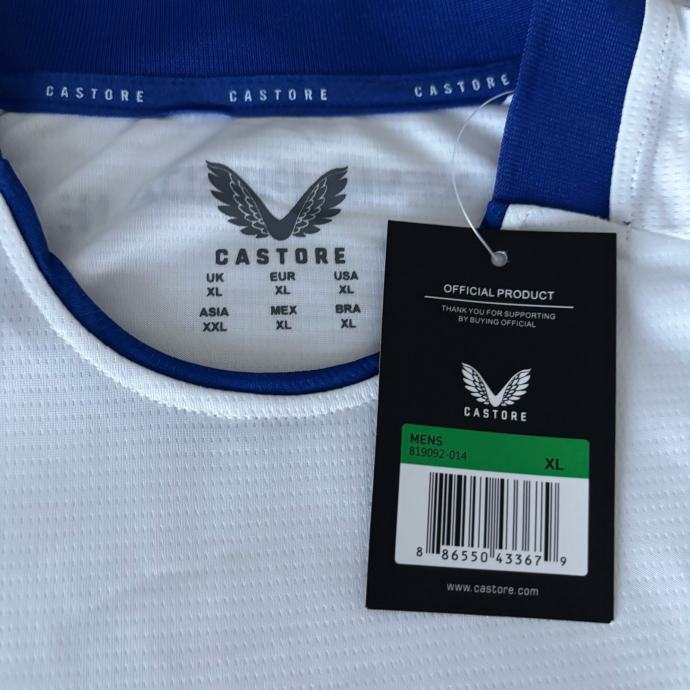 CASTORE CASTORE CASTORE
CASTORE
UK EUR USA
XL XL XL
ASIA MEX BRA
XXL XL XL
OFFICIAL PRODUCT
THANK YOU FOR SUPPORTING
BY BUYING OFFICIAL
CASTORE
MENS
819092-014 XL
8 86550 43367 9
www.castore.com